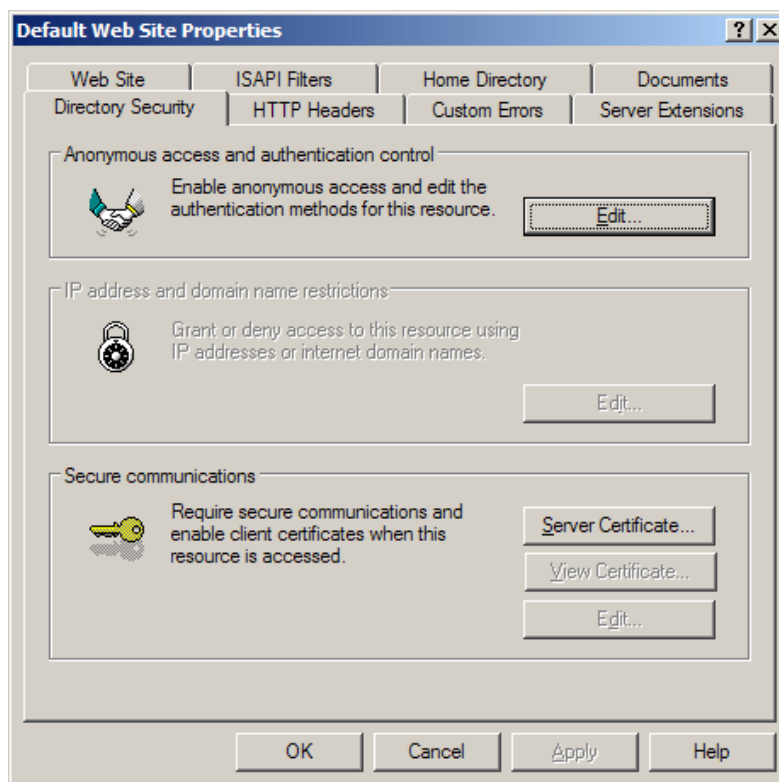 Default Web Site Properties
Web Site
ISAPI Filters
Home Directory
Documents
Directory Security
HTTP Headers
Custom Errors
Server Extensions
Anonymous access and authentication control
Enable anonymous access and edit the
authentication methods for this resource.
Edit...
IP address and domain name restrictions
Grant or deny access to this resource using
IP addresses or internet domain names.
Edit...
Secure communications
Require secure communications and
enable client certificates when this
resource is accessed.
Server Certificate...
View Certificate...
Edit...
OK
Cancel
Apply
Help